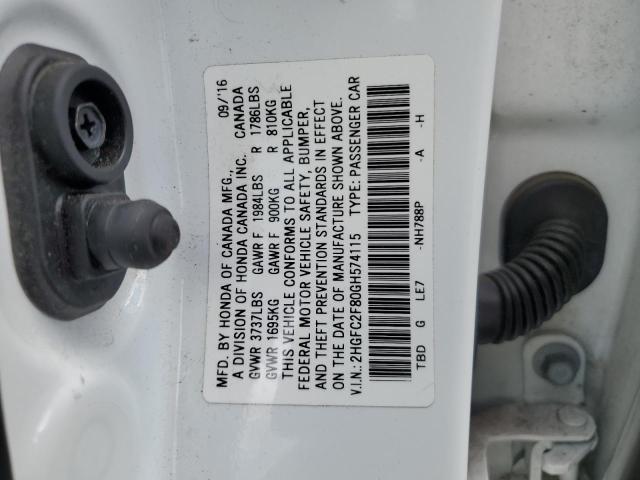 MFD. BY HONDA OF CANADA MFG., 09/'16
A DIVISION OF HONDA CANADA INC. CANADA
GVWR 3737LBS GAWR F 1984LBS R 1786LBS
GVWR 1695KG GAWR F 900KG R 810KG
THIS VEHICLE CONFORMS TO ALL APPLICABLE
FEDERAL MOTOR VEHICLE SAFETY, BUMPER,
AND THEFT PREVENTION STANDARDS IN EFFECT
ON THE DATE OF MANUFACTURE SHOWN ABOVE.
V.I.N.: 2HGFC2F80GH574115 TYPE: PASSENGER CAR
TBD G LE7 -NH788P -A -H